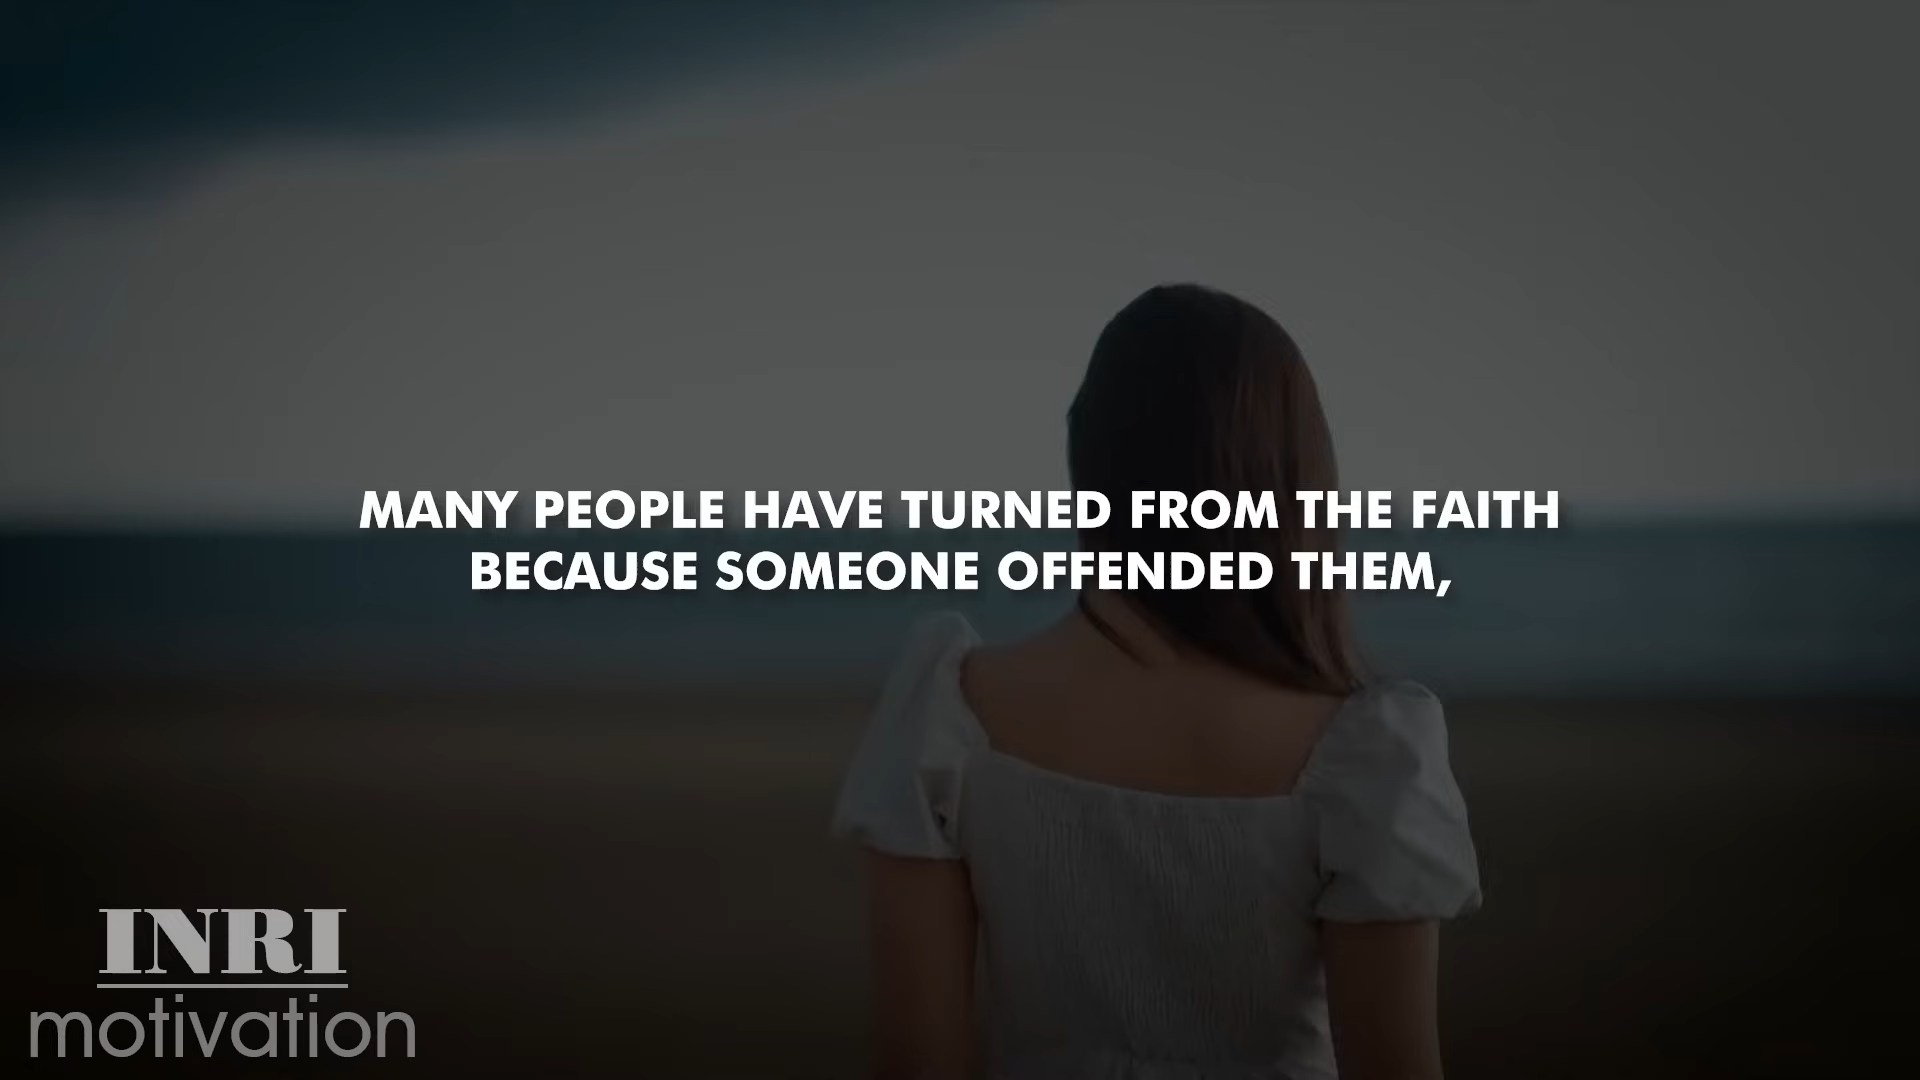 MANY PEOPLE HAVE TURNED FROM THE FAITH
BECAUSE SOMEONE OFFENDED THEM,
INRI
motivation